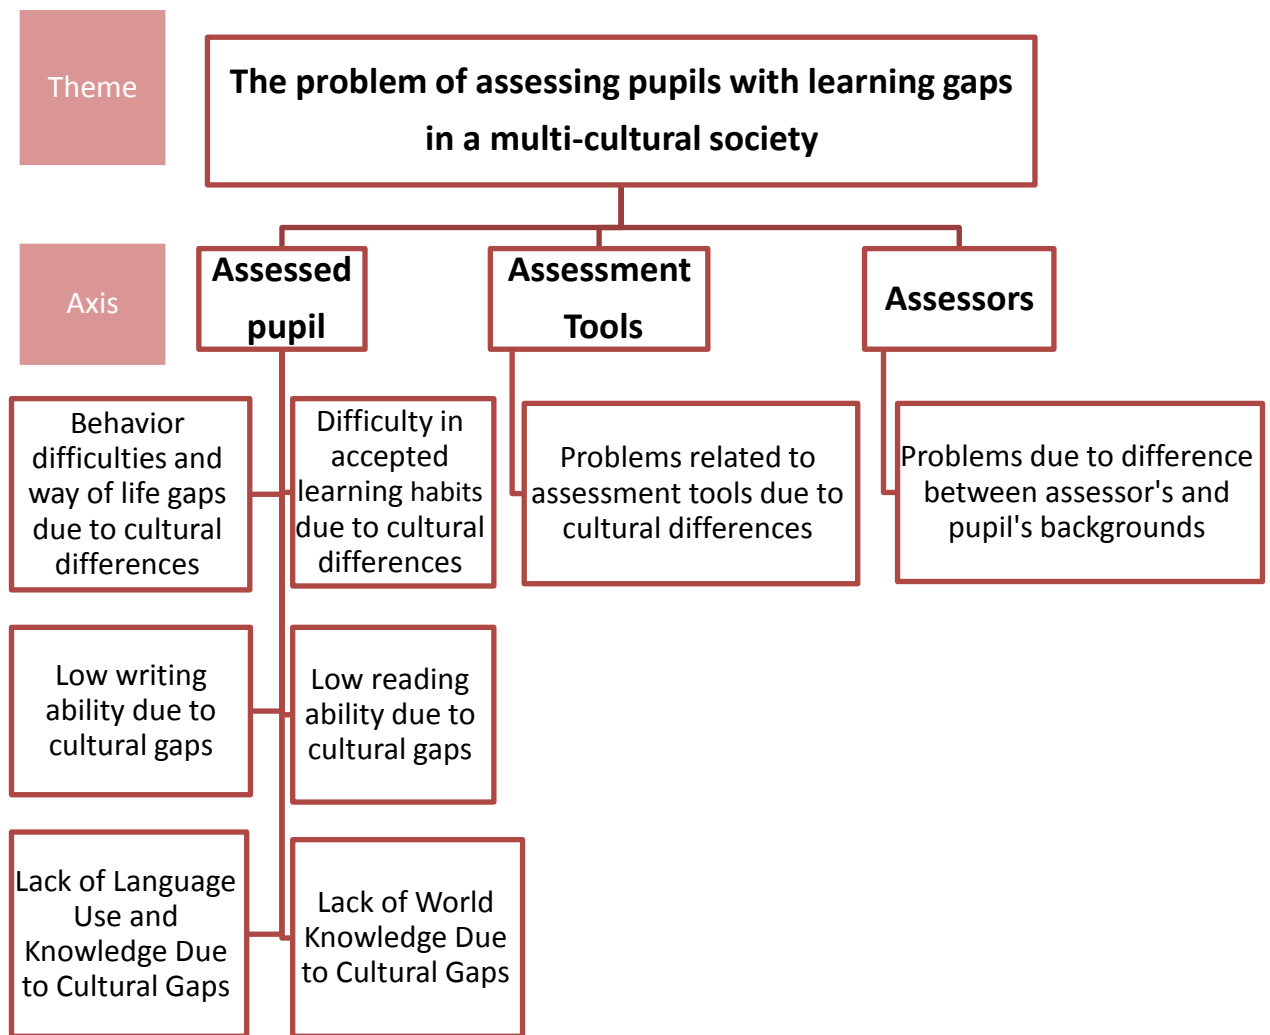 Theme
The problem of assessing pupils with learning gaps
in a multi-cultural society
Axis
Assessed
pupil
Assessment
Tools
Assessors
Behavior
difficulties and
way of life gaps
due to cultural
differences
Difficulty in
accepted
learning habits
due to cultural
differences
Problems related to
assessment tools due to
cultural differences
Problems due to difference
between assessor's and
pupil's backgrounds
Low writing
ability due to
cultural gaps
Low reading
ability due to
cultural gaps
Lack of Language
Use and
Knowledge Due
to Cultural Gaps
Lack of World
Knowledge Due
to Cultural Gaps